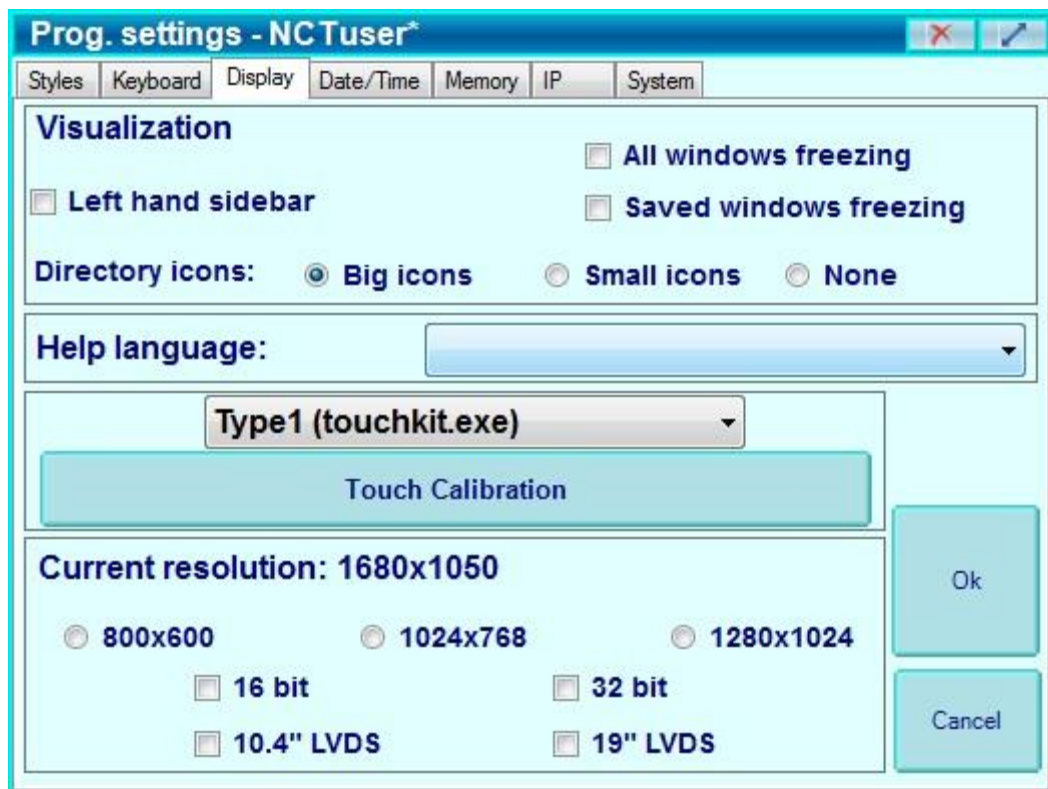 Prog. settings - NCTuser*
Styles Keyboard Display Date/Time Memory IP System
Visualization
All windows freezing
Left hand sidebar
Saved windows freezing
Directory icons: Big icons Small icons None
Help language:
Type1 (touchkit.exe)
Touch Calibration
Current resolution: 1680x1050
Ok
800x600 1024x768 1280x1024
16 bit 32 bit
Cancel
10.4" LVDS 19" LVDS